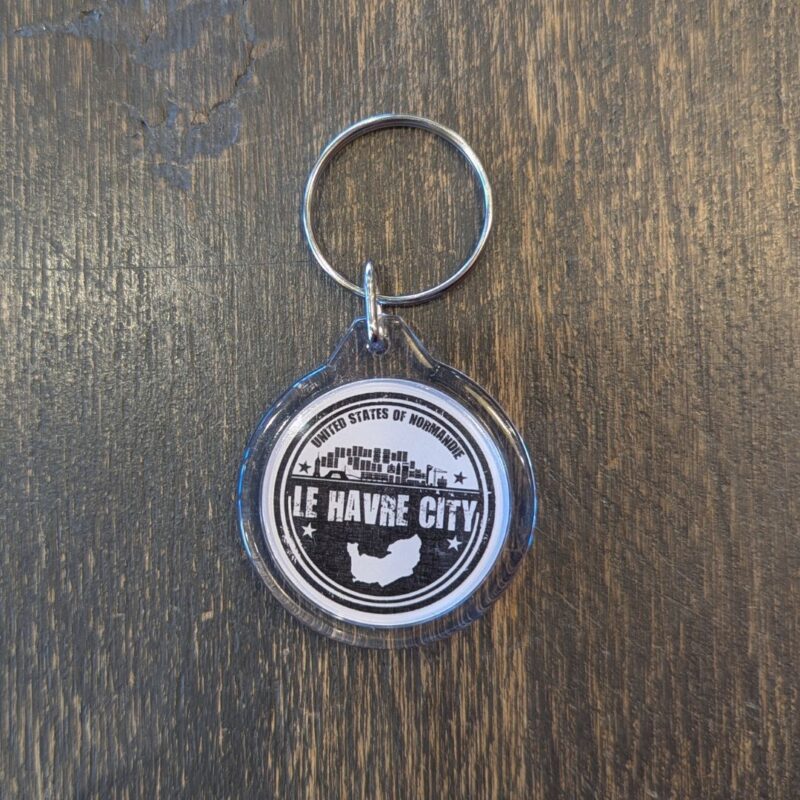 UNITED STATES OF NORMANDIE
LE HAVRE CITY